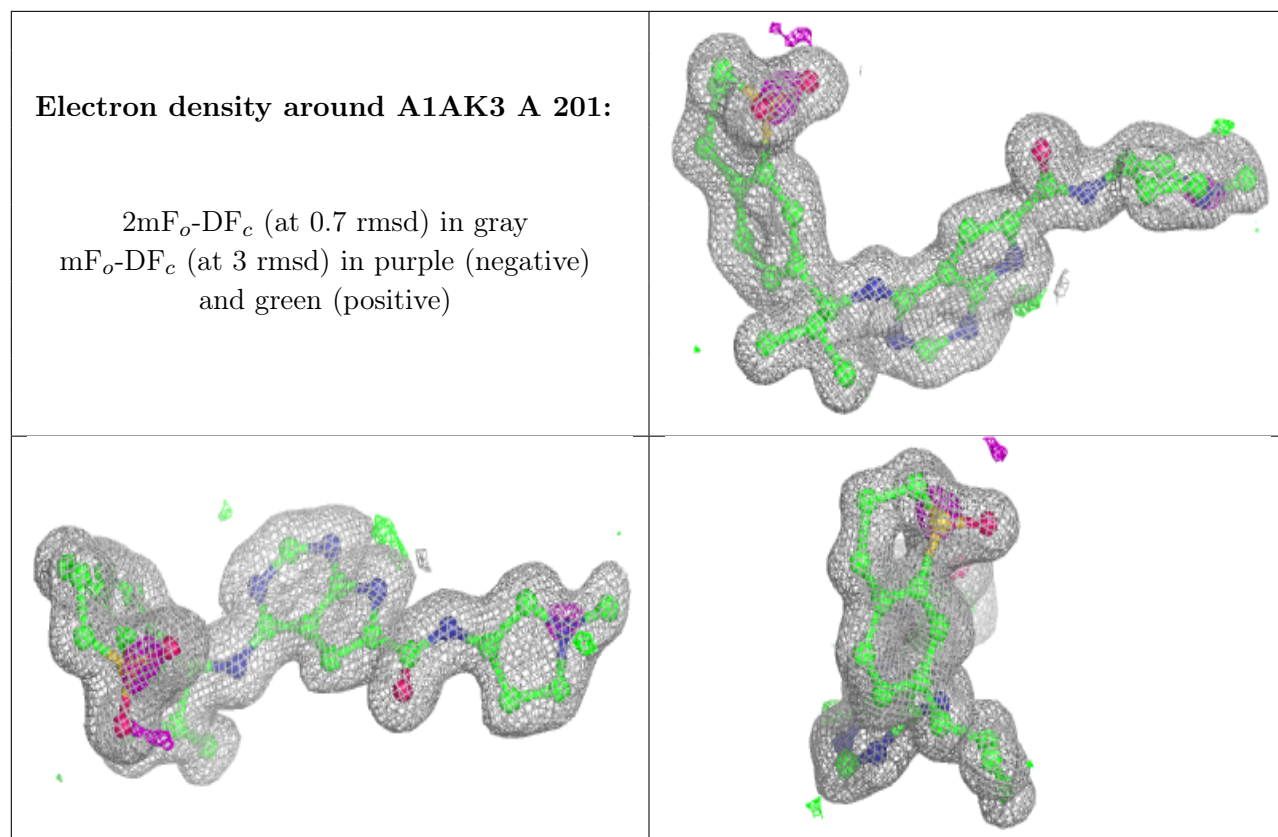 Electron density around A1AK3 A 201:
2mFo-DFc (at 0.7 rmsd) in gray
mFo-DFc (at 3 rmsd) in purple (negative)
and green (positive)